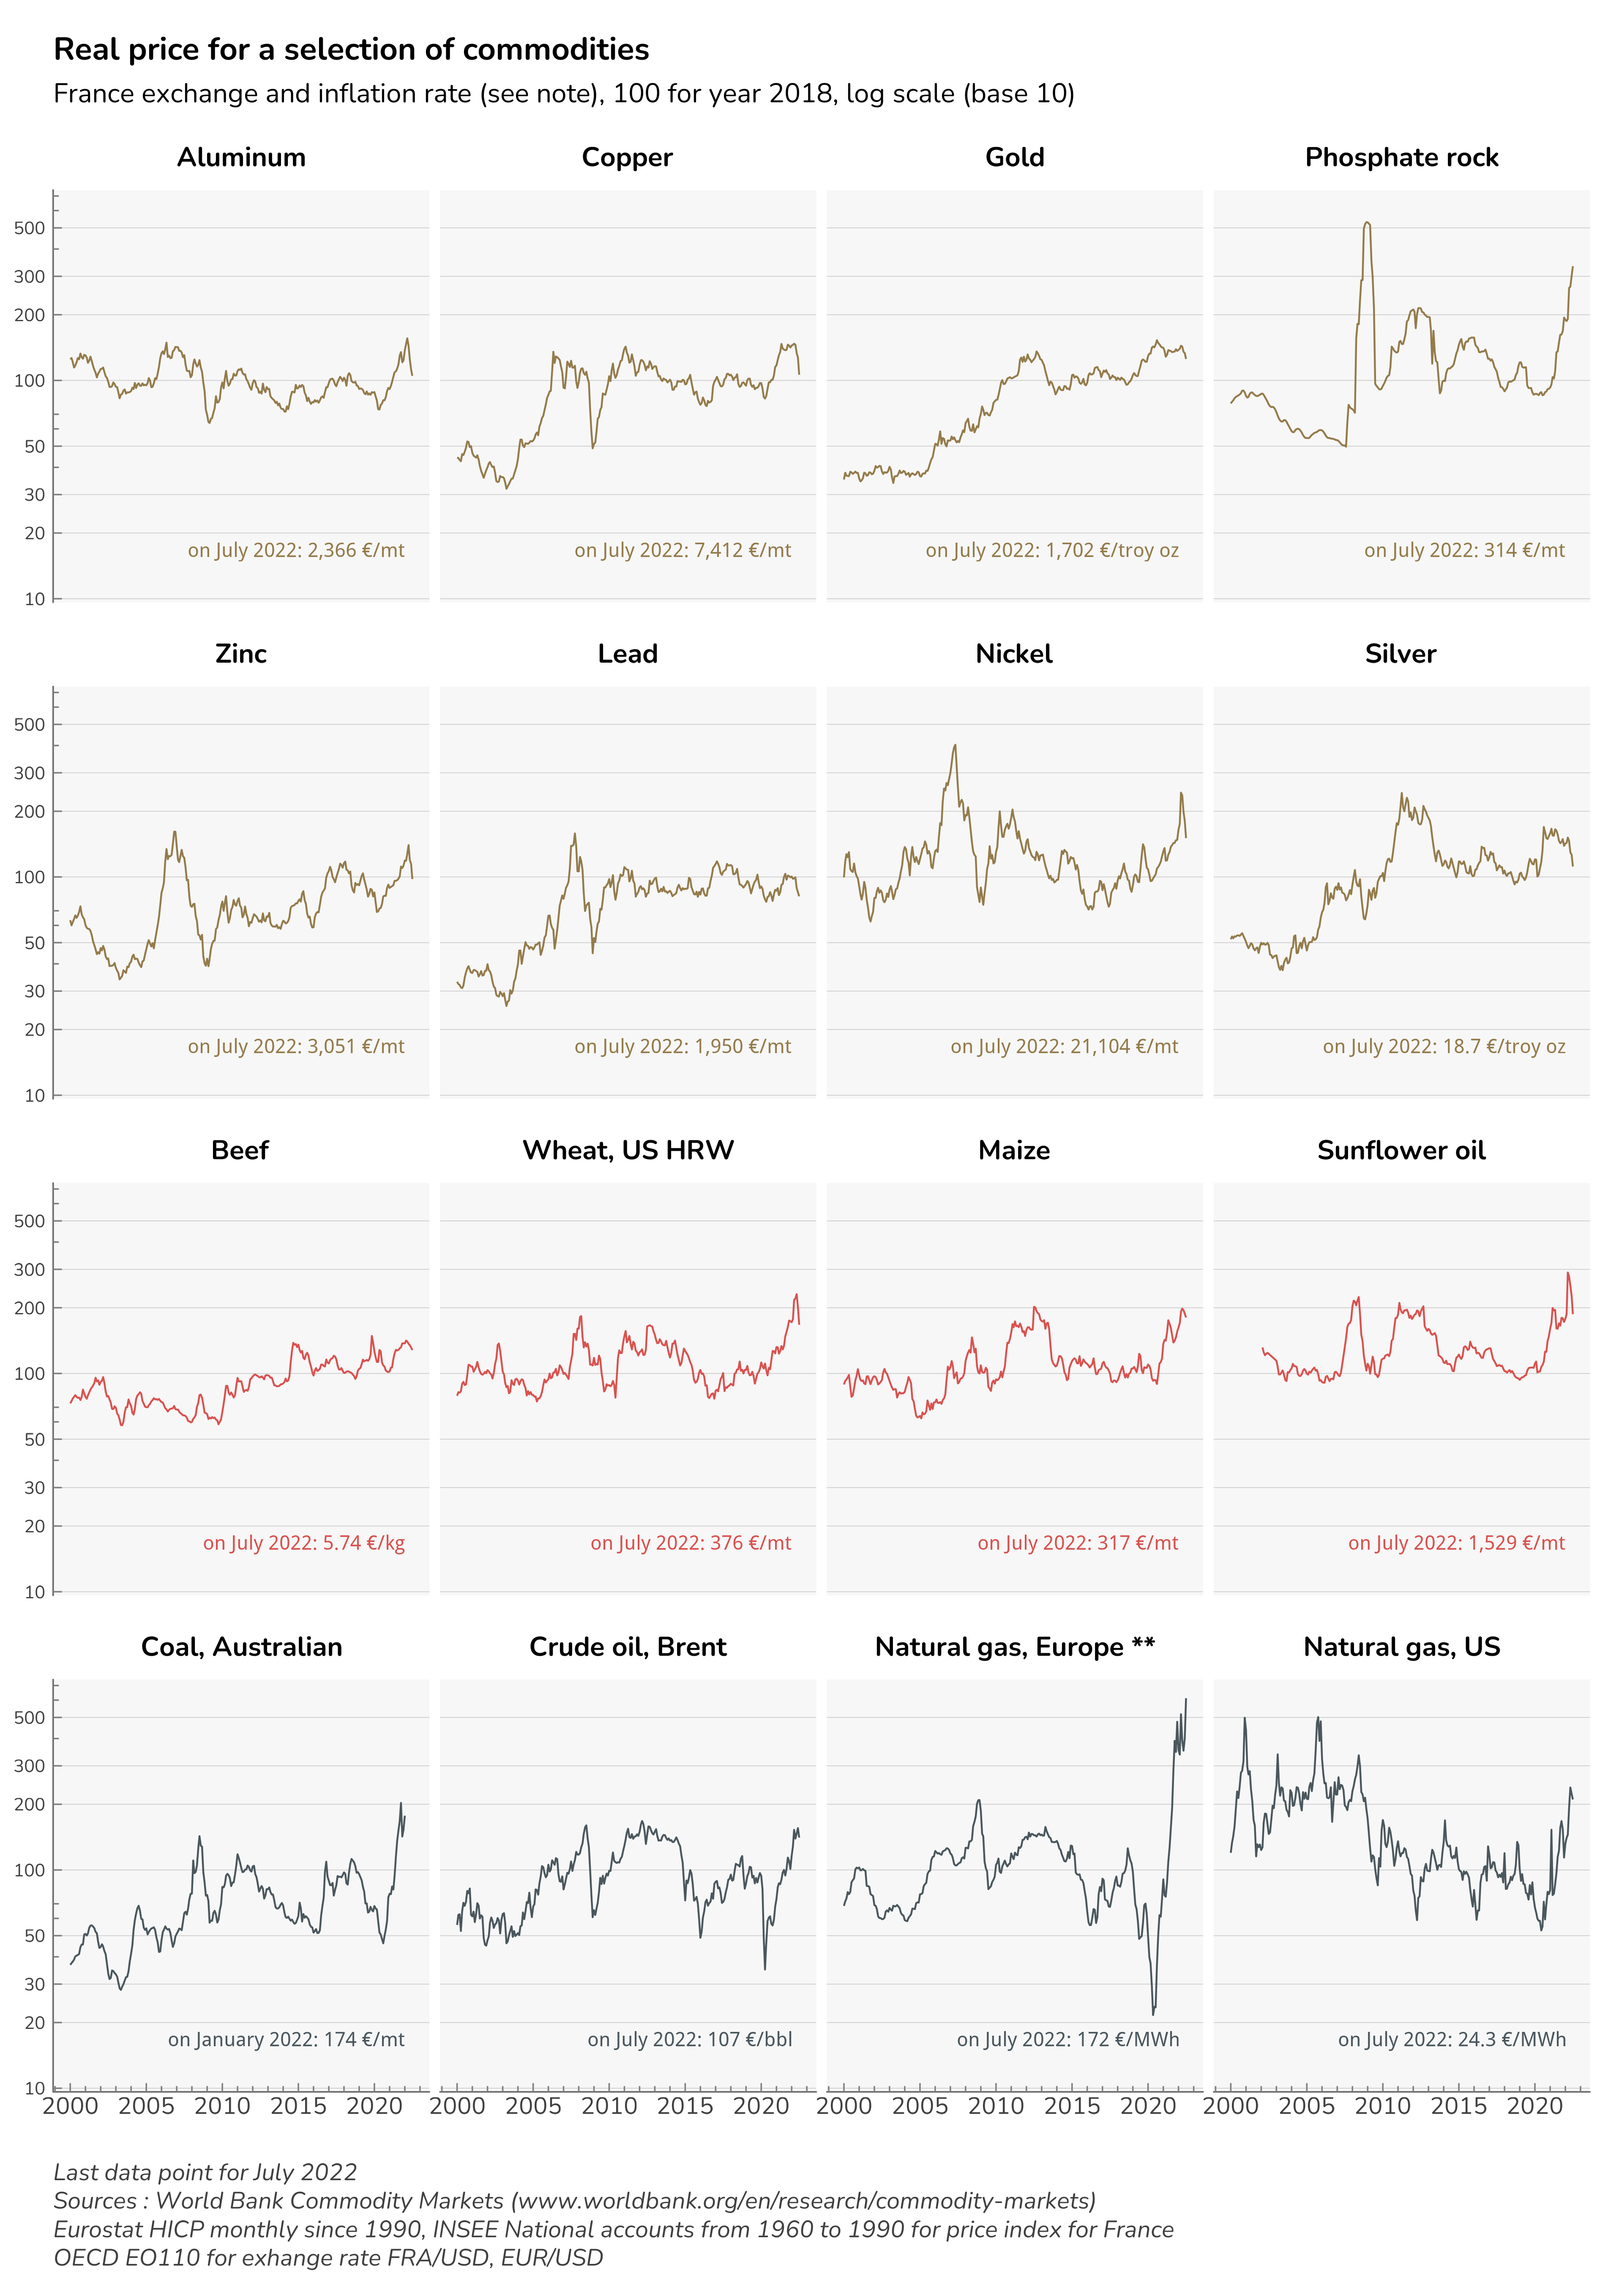 Real price for a selection of commodities
France exchange and inflation rate (see note), 100 for year 2018, log scale (base 10)
Aluminum Copper Gold Phosphate rock
500
300
200
100
50
30
20
on July 2022: 2,366 €/mt on July 2022: 7,412 €/mt on July 2022: 1,702 €/troy oz on July 2022: 314 €/mt
10
Zinc Lead Nickel Silver
500
300
200
100
50
30
20
on July 2022: 3,051 €/mt on July 2022: 1,950 €/mt on July 2022: 21,104 €/mt on July 2022: 18.7 €/troy oz
10
Beef Wheat, US HRW Maize Sunflower oil
500
300
200
100
50
30
20
on July 2022: 5.74 €/kg on July 2022: 376 €/mt on July 2022: 317 €/mt on July 2022: 1,529 €/mt
10
Coal, Australian Crude oil, Brent Natural gas, Europe ** Natural gas, US
500
300
200
100
50
30
20
on January 2022: 174 €/mt on July 2022: 107 €/bbl on July 2022: 172 €/MWh on July 2022: 24.3 €/MWh
10
2000 2005 2010 2015 2020 2000 2005 2010 2015 2020 2000 2005 2010 2015 2020 2000 2005 2010 2015 2020
Last data point for July 2022
Sources : World Bank Commodity Markets (www.worldbank.org/en/research/commodity-markets)
Eurostat HICP monthly since 1990, INSEE National accounts from 1960 to 1990 for price index for France
OECD EO110 for exhange rate FRA/USD, EUR/USD